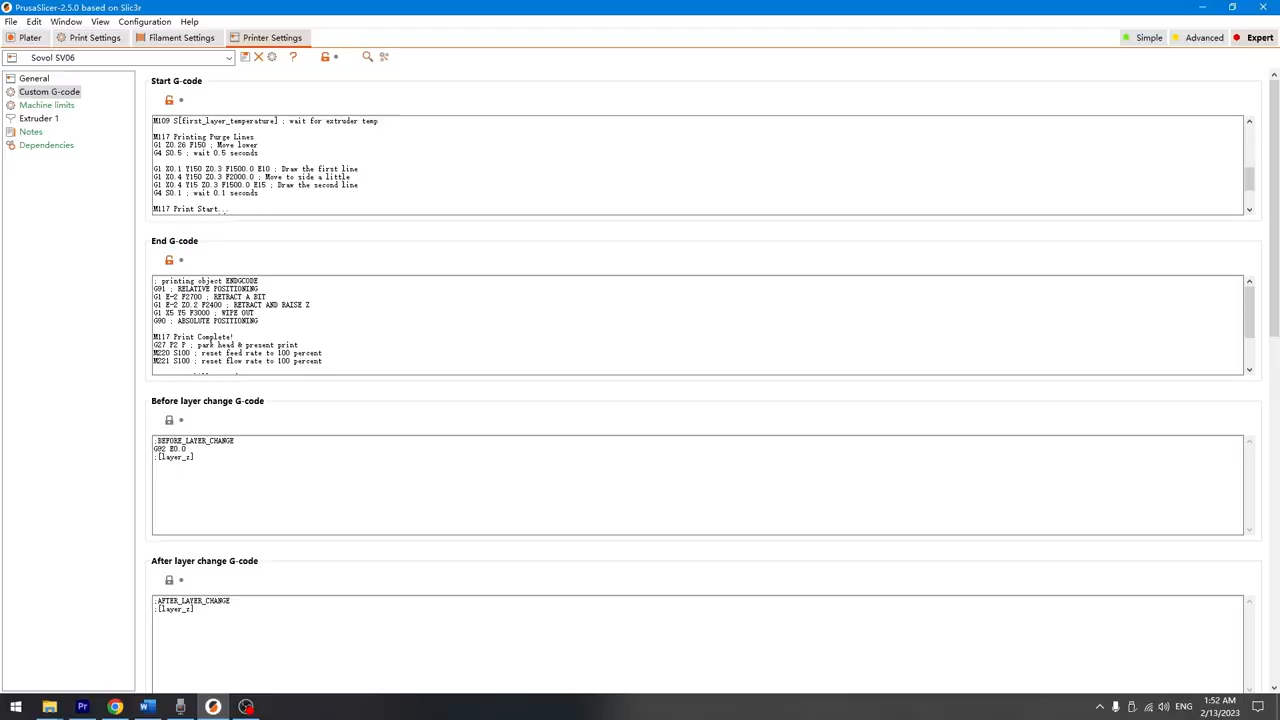 PrusaSlicer-2.5.0 based on Slic3r
File Edit Window View Configuration Help
Plater Print Settings Filament Settings Printer Settings Simple Advanced Expert
Sovol SV06
General
Custom G-code
Machine limits
Extruder 1
Notes
Dependencies
Start G-code
M109 S[first_layer_temperature] ; wait for extruder temp
M117 Printing Purge Lines
G1 Z0.26 F150 ; Move lower
G4 S0.5 ; wait 0.5 seconds
G1 X0.1 Y150 Z0.3 F1500.0 E10 ; Draw the first line
G1 X0.4 Y150 Z0.3 F2000.0 ; Move to side a little
G1 X0.4 Y15 Z0.3 F1500.0 E15 ; Draw the second line
G4 S0.1 ; wait 0.1 seconds
M117 Print Start...
End G-code
; printing object ENDGCODE
G91 ; RELATIVE POSITIONING
G1 E-2 F2700 ; RETRACT A BIT
G1 E-2 Z0.2 F2400 ; RETRACT AND RAISE Z
G1 X5 Y5 F3000 ; WIPE OUT
G90 ; ABSOLUTE POSITIONING
M117 Print Complete!
G27 P2 P ; park head & present print
M220 S100 ; reset feed rate to 100 percent
M221 S100 ; reset flow rate to 100 percent
Before layer change G-code
;BEFORE_LAYER_CHANGE
G92 E0.0
;[layer_z]
After layer change G-code
;AFTER_LAYER_CHANGE
;[layer_z]
Pr
W
ENG
1:52 AM
2/13/2023